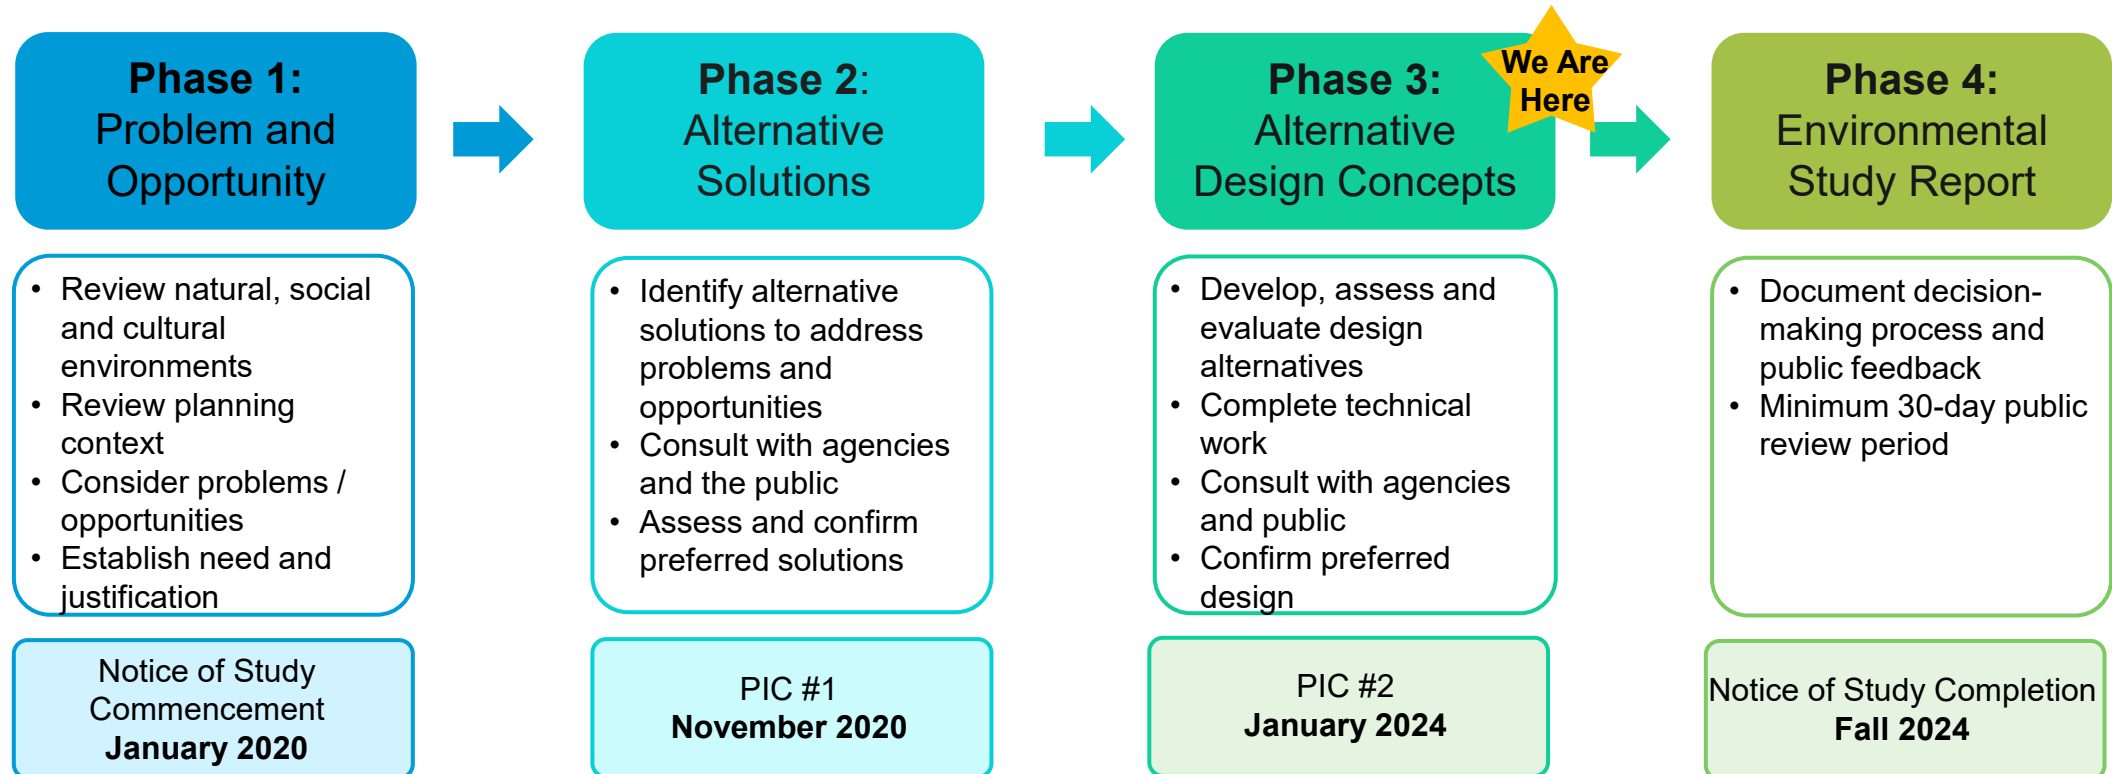 Phase 1:
Problem and
Opportunity
• Review natural, social
and cultural
environments
• Review planning
context
• Consider problems /
opportunities
• Establish need and
justification
Notice of Study
Commencement
January 2020
Phase 2:
Alternative
Solutions
• Identify alternative
solutions to address
problems and
opportunities
• Consult with agencies
and the public
• Assess and confirm
preferred solutions
PIC #1
November 2020
Phase 3:
Alternative
Design Concepts
We Are
Here
• Develop, assess and
evaluate design
alternatives
• Complete technical
work
• Consult with agencies
and public
• Confirm preferred
design
PIC #2
January 2024
Phase 4:
Environmental
Study Report
• Document decision-
making process and
public feedback
• Minimum 30-day public
review period
Notice of Study Completion
Fall 2024